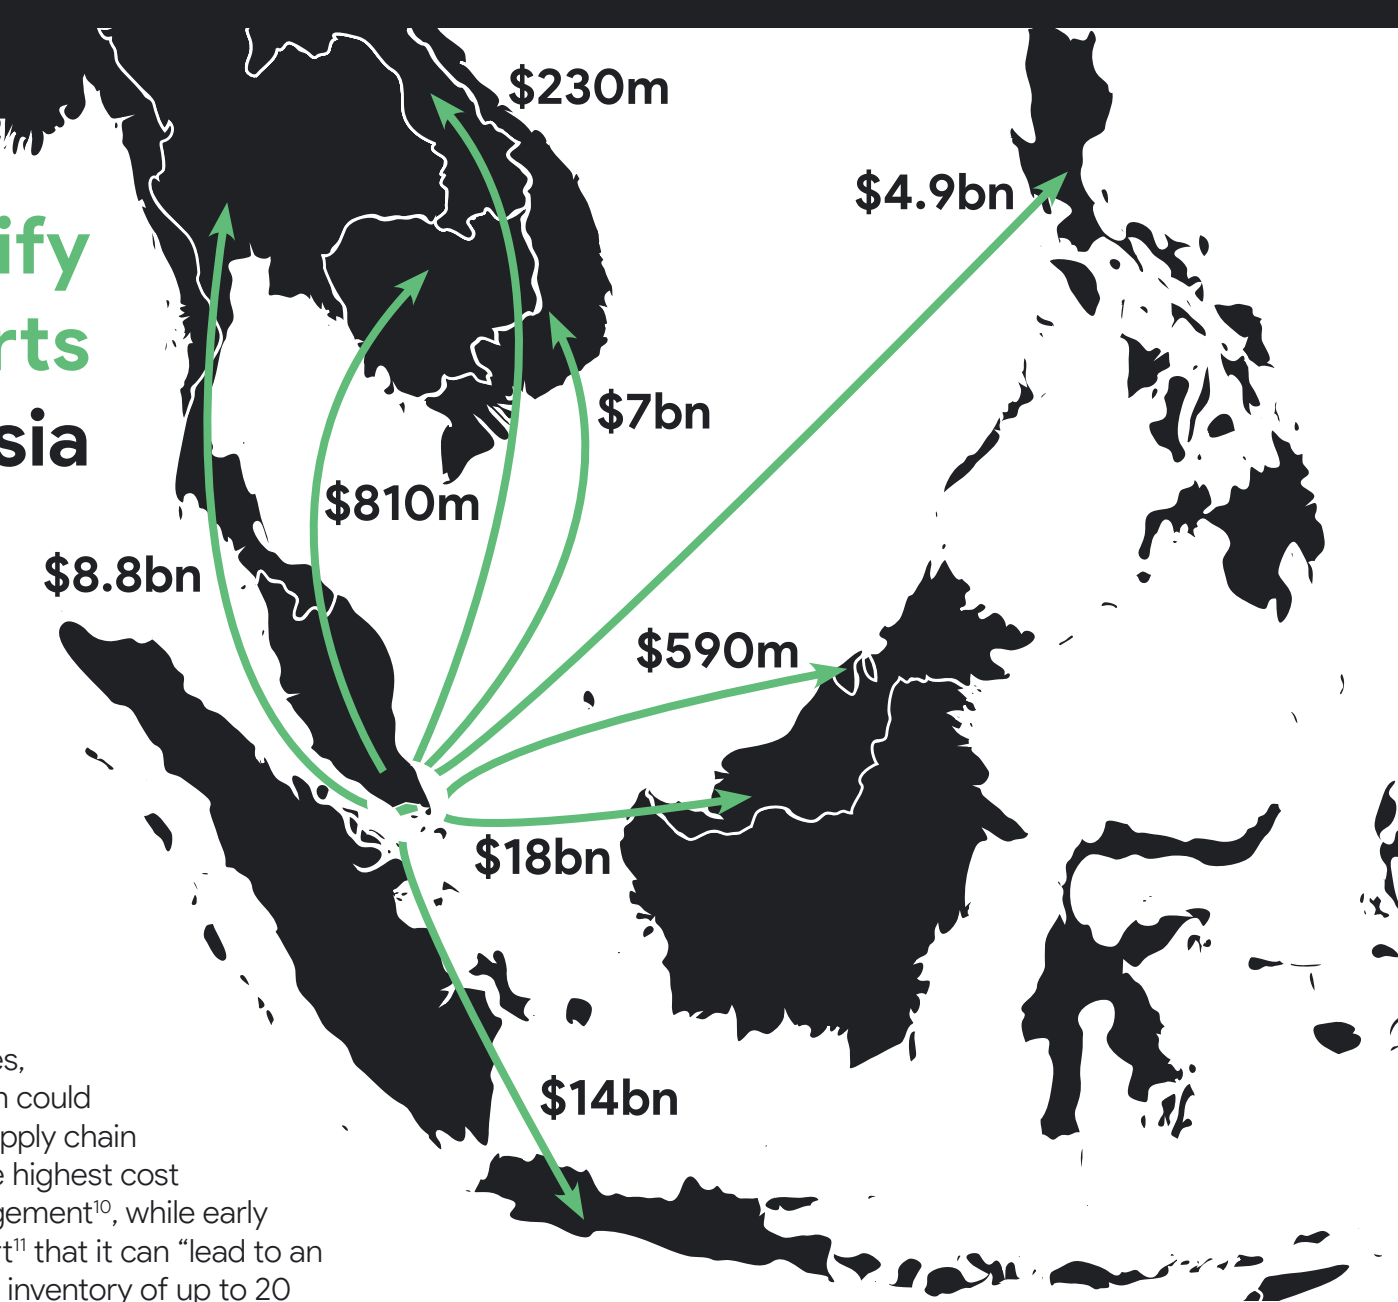 $230m
$4.9bn
ify
rts
sia
$7bn
$810m
$8.8bn
$590m
$18bn
$14bn
es,
n could
pply chain
e highest cost
gement¹⁰, while early
t¹¹ that it can “lead to an
inventory of up to 20